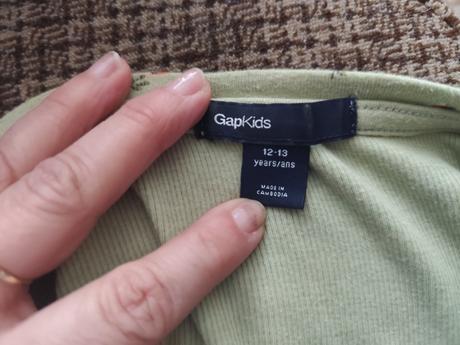 GapKids
12-13
years/ans
MADE IN
CAMBODIA